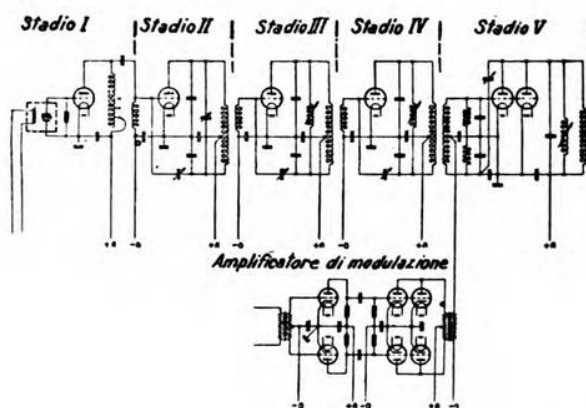 Stadio I Stadio II Stadio III Stadio IV Stadio V
+A -G +A -G +A -G +A -G +A
Amplificatore di modulazione
-G +A -G +A -G